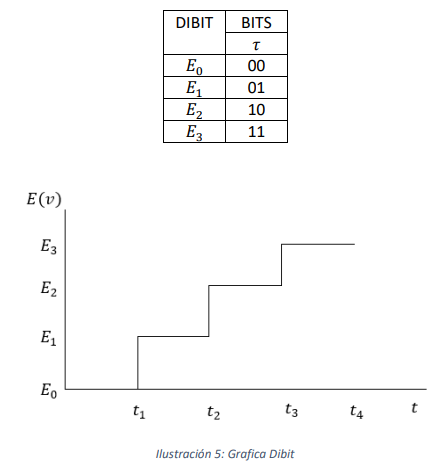 DIBIT BITS
τ
E₀ 00
E₁ 01
E₂ 10
E₃ 11
E(v)
E₃
E₂
E₁
E₀
t₁ t₂ t₃ t₄ t
Ilustración 5: Grafica Dibit